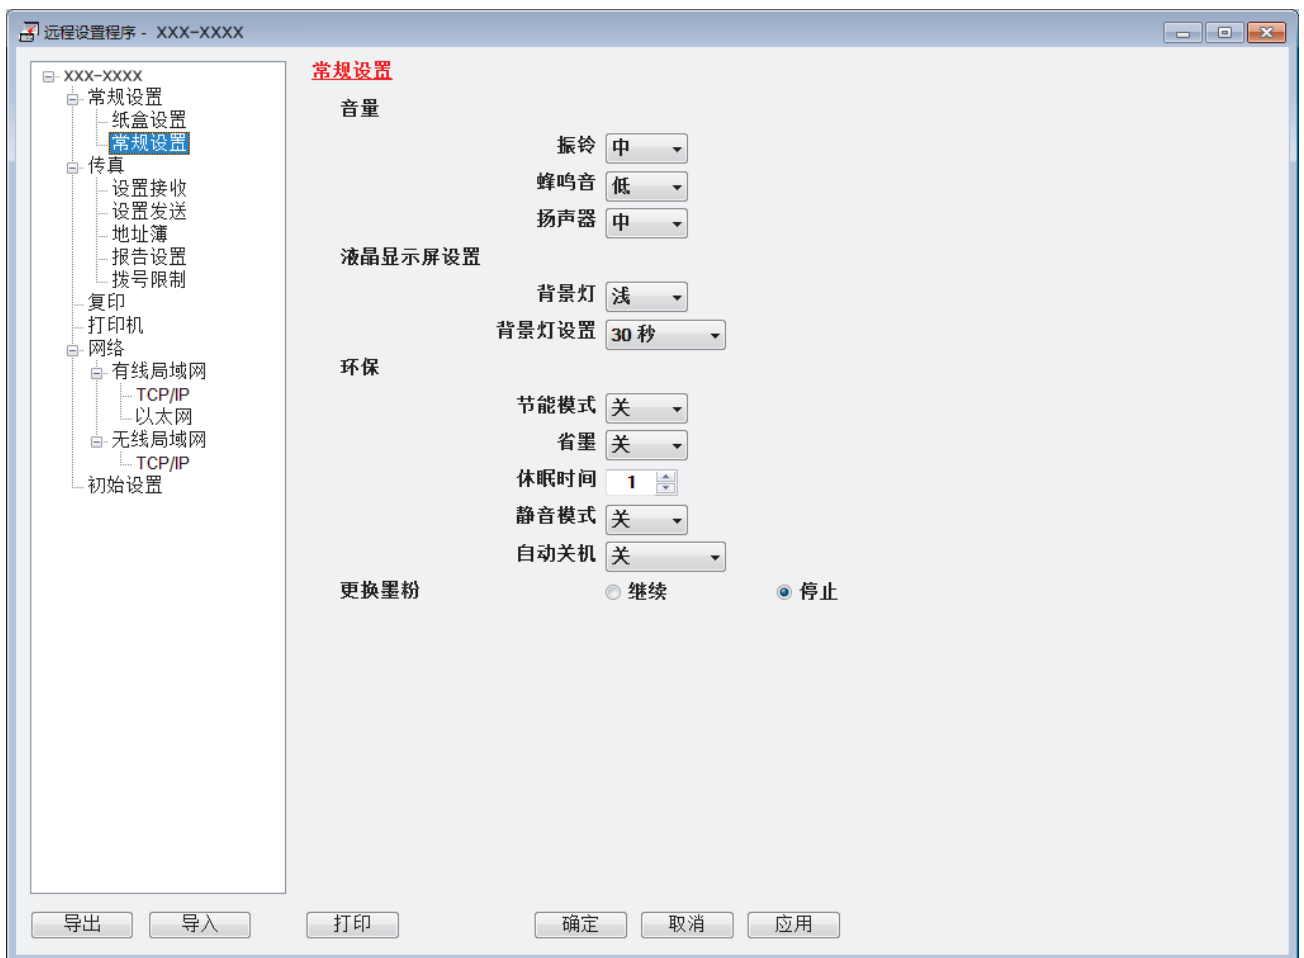 远程设置程序 - XXX-XXXX
XXX-XXXX
常规设置
纸盒设置
常规设置
传真
设置接收
设置发送
地址簿
报告设置
拨号限制
复印
打印机
网络
有线局域网
TCP/IP
以太网
无线局域网
TCP/IP
初始设置
常规设置
音量
振铃 中
蜂鸣音 低
扬声器 中
液晶显示屏设置
背景灯 浅
背景灯设置 30 秒
环保
节能模式 关
省墨 关
休眠时间 1
静音模式 关
自动关机 关
更换墨粉 继续 停止
导出 导入 打印 确定 取消 应用